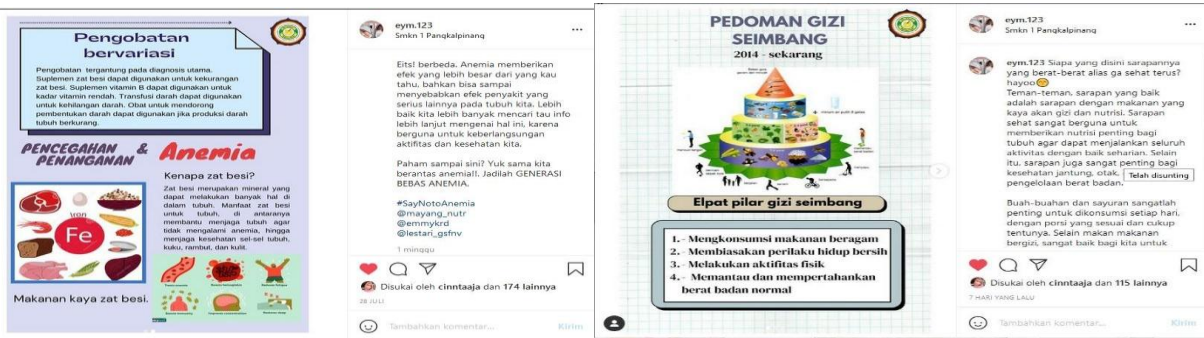 Pengobatan
bervariasi
Pengobatan tergantung pada diagnosis utama.
Suplemen zat besi dapat digunakan untuk kekurangan
zat besi. Suplemen vitamin B dapat digunakan untuk
kadar vitamin rendah. Transfusi darah dapat digunakan
untuk kehilangan darah. Obat untuk mendorong
pembentukan darah dapat digunakan jika produksi darah
tubuh berkurang.
PENCEGAHAN &
PENANGANAN
Anemia
Iron
Fe
Makanan kaya zat besi.
Kenapa zat besi?
Zat besi merupakan mineral yang
dapat melakukan banyak hal di
dalam tubuh. Manfaat zat besi
untuk tubuh, di antaranya
membantu menjaga tubuh agar
tidak mengalami anemia, hingga
menjaga kesehatan sel-sel tubuh,
kuku, rambut, dan kulit.
eym.123
Smkn 1 Pangkalpinang
Eits! berbeda. Anemia memberikan
efek yang lebih besar dari yang kau
tahu, bahkan bisa sampai
menyebabkan efek penyakit yang
serius lainnya pada tubuh kita. Lebih
baik kita lebih banyak mencari tau info
lebih lanjut mengenai hal ini, karena
berguna untuk keberlangsungan
aktifitas dan kesehatan kita.
Paham sampai sini? Yuk sama kita
berantas anemia!!. Jadilah GENERASI
BEBAS ANEMIA.
#SayNotoAnemia
@mayang_nutr
@emmykrd
@lestari_gsfnv
1 minggu
Disukai oleh cinntaaja dan 174 lainnya
28 JULI
Tambahkan komentar...
Kirim
PEDOMAN GIZI
SEIMBANG
2014 - sekarang
Elpat pilar gizi seimbang
1.- Mengkonsumsi makanan beragam
2.- Membiasakan perilaku hidup bersih
3.- Melakukan aktifitas fisik
4.- Memantau dan mempertahankan
berat badan normal
eym.123
Smkn 1 Pangkalpinang
eym.123 Siapa yang disini sarapannya
yang berat-berat alias ga sehat terus?
hayoo😁
Teman-teman, sarapan yang baik
adalah sarapan dengan makanan yang
kaya akan gizi dan nutrisi. Sarapan
sehat sangat berguna untuk
memberikan nutrisi penting bagi
tubuh agar dapat menjalankan seluruh
aktivitas dengan baik seharian. Selain
itu, sarapan juga sangat penting bagi
kesehatan jantung, otak, Telah disunting
pengelolaan berat badan.
Buah-buahan dan sayuran sangatlah
penting untuk dikonsumsi setiap hari,
dengan porsi yang sesuai dan cukup
tentunya. Selain makan makanan
bergizi, sangat baik bagi kita untuk
Disukai oleh cinntaaja dan 115 lainnya
7 HARI YANG LALU
Tambahkan komentar...
Kirim